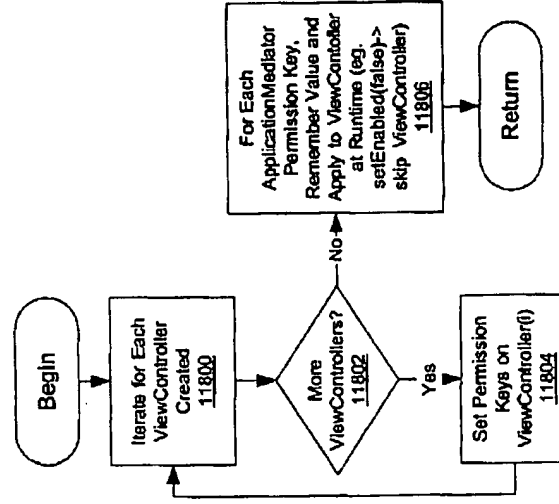 Begin
Iterate for Each
ViewController
Created
11800
More
ViewControllers?
11802
No
Yes
Set Permission
Keys on
ViewController(i)
11804
For Each
ApplicationMediator
Permission Key,
Remember Value and
Apply to ViewContoller
at Runtime (eg.
setEnabled(false)->
skip ViewController)
11806
Return